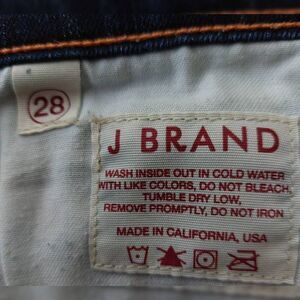 28
J BRAND
WASH INSIDE OUT IN COLD WATER
WITH LIKE COLORS, DO NOT BLEACH,
TUMBLE DRY LOW,
REMOVE PROMPTLY, DO NOT IRON
MADE IN CALIFORNIA, USA